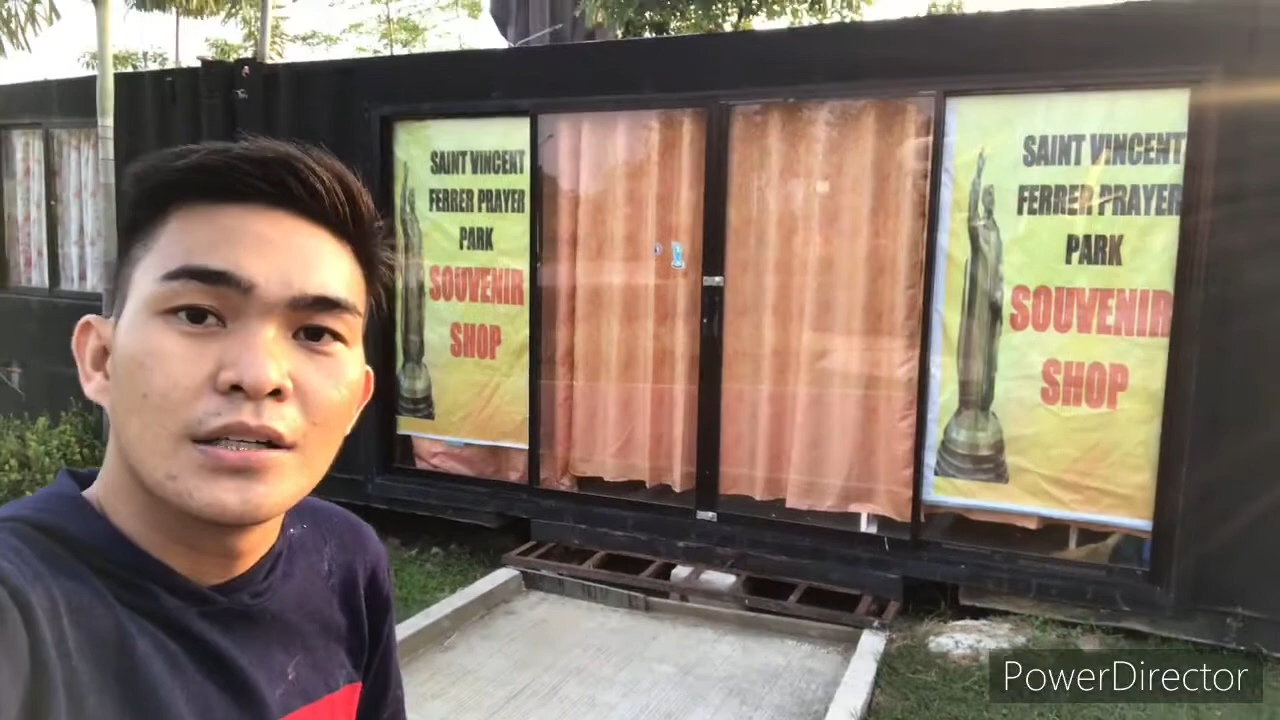 SAINT VINCENT
FERRER PRAYER
PARK
SOUVENIR
SHOP
SAINT VINCENT
FERRER PRAYER
PARK
SOUVENIR
SHOP
PowerDirector